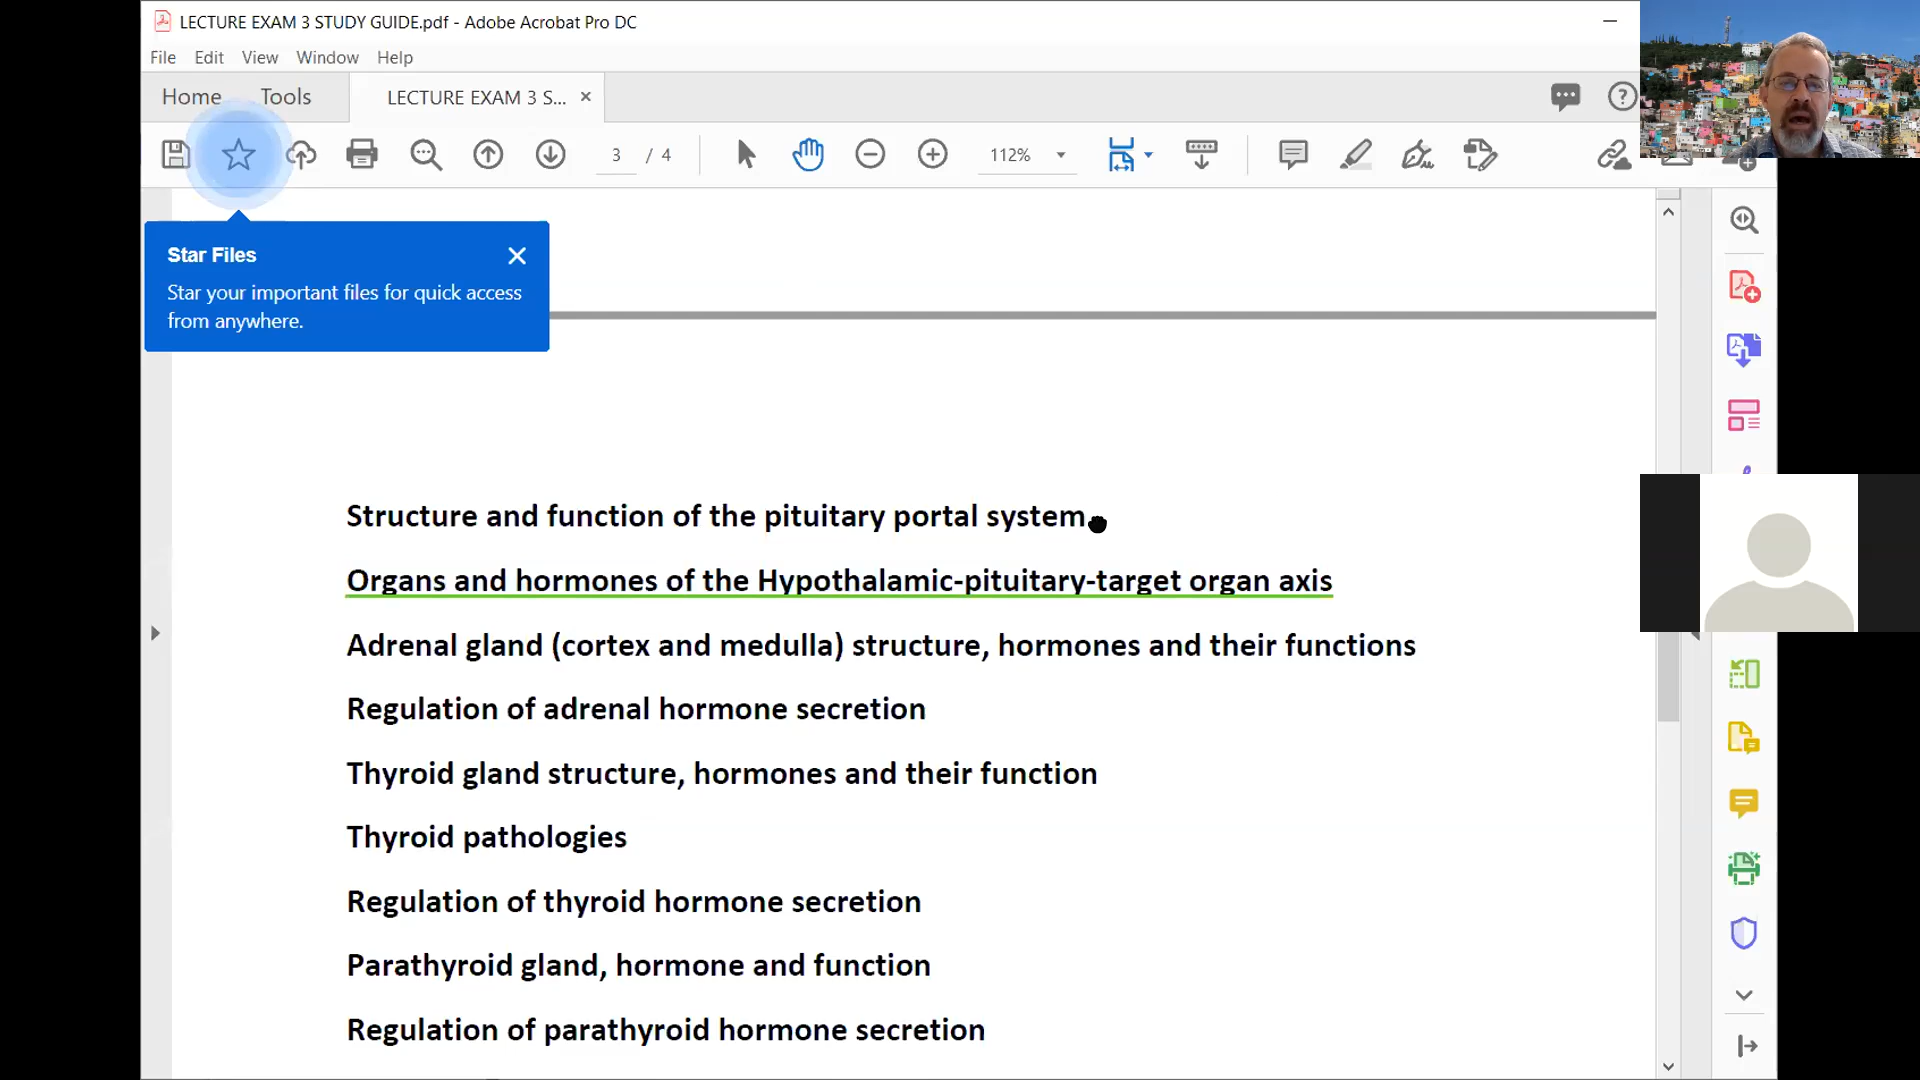 LECTURE EXAM 3 STUDY GUIDE.pdf - Adobe Acrobat Pro DC
File Edit View Window Help
Home Tools LECTURE EXAM 3 S... ×
3 / 4 112%
Star Files
Star your important files for quick access
from anywhere.
Structure and function of the pituitary portal system
Organs and hormones of the Hypothalamic-pituitary-target organ axis
Adrenal gland (cortex and medulla) structure, hormones and their functions
Regulation of adrenal hormone secretion
Thyroid gland structure, hormones and their function
Thyroid pathologies
Regulation of thyroid hormone secretion
Parathyroid gland, hormone and function
Regulation of parathyroid hormone secretion